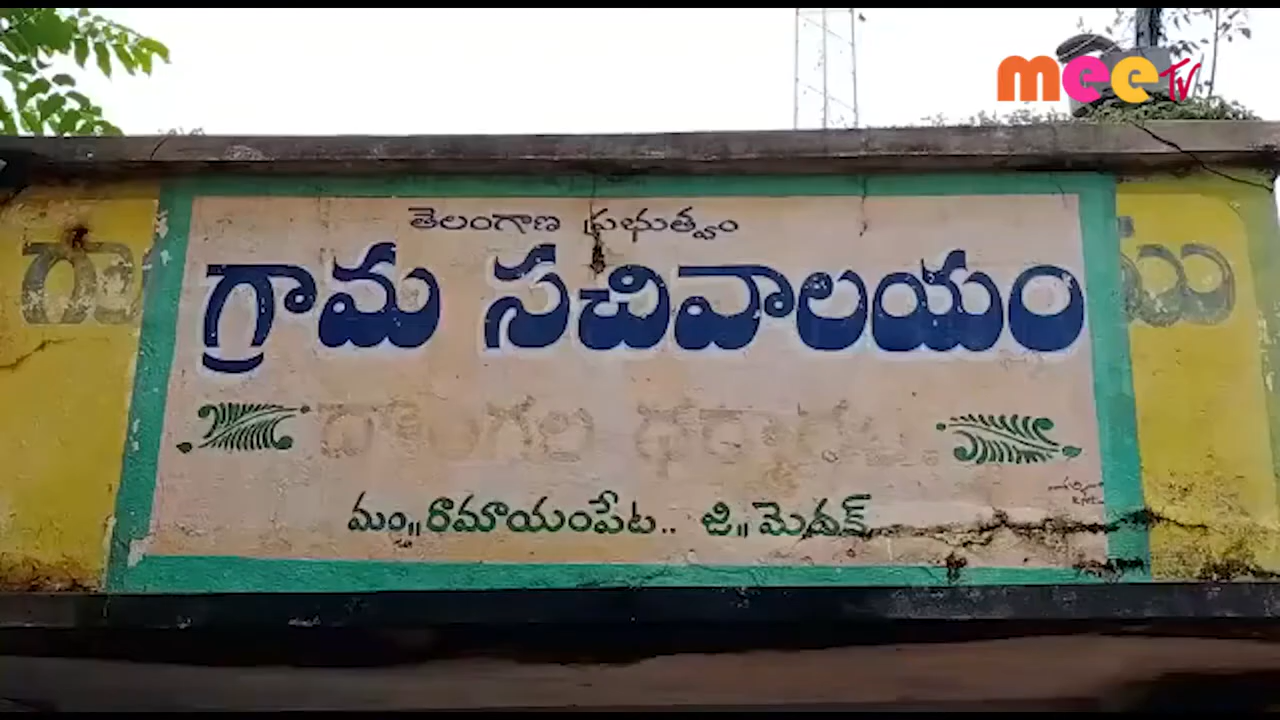 meeTV
తెలంగాణ ప్రభుత్వం
గ్రామ సచివాలయం
మం॥ రామాయంపేట.. జి॥ మెదక్